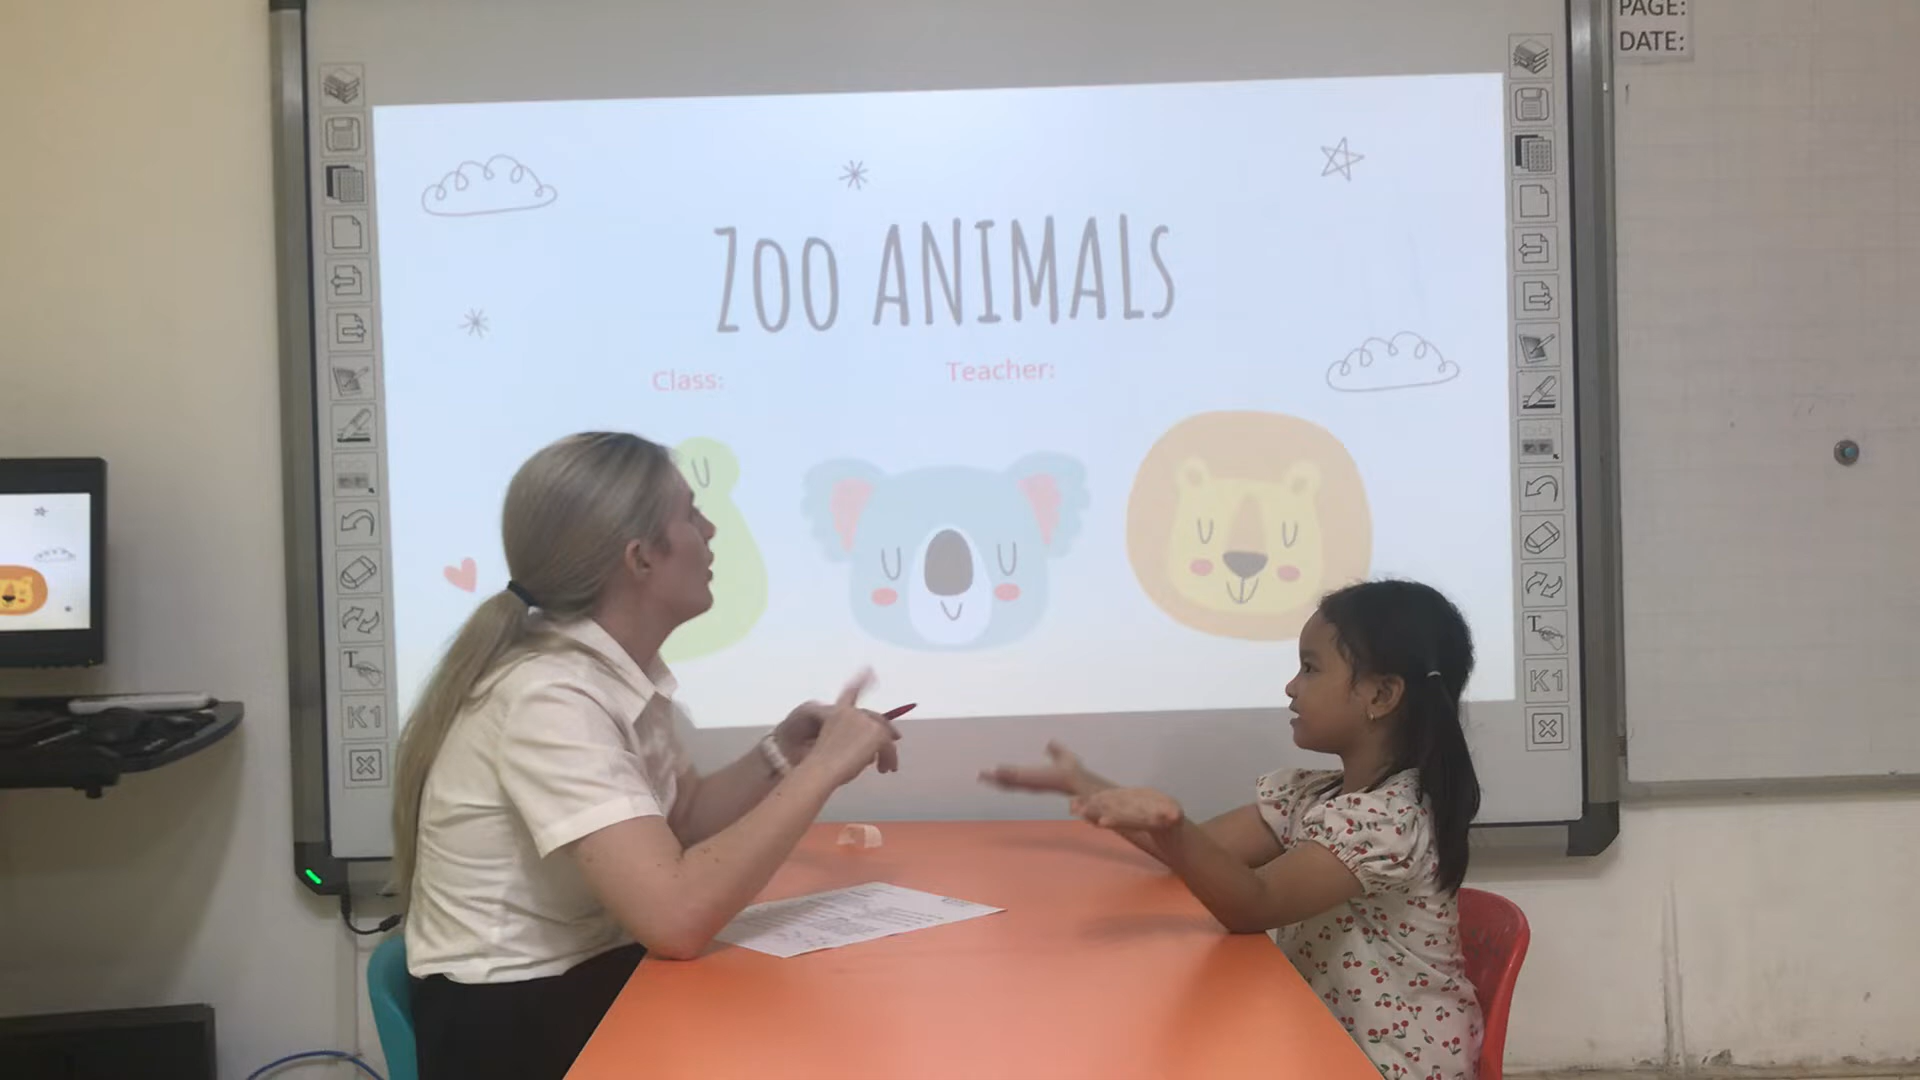 PAGE:
DATE:
ZOO ANIMALS
Class:
Teacher:
T
K1
T
K1